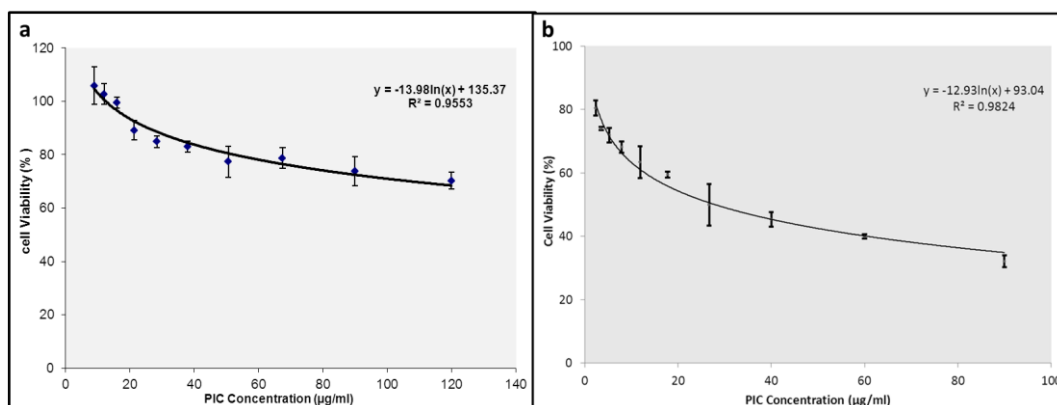 a
120
100
80
60
40
20
0
cell Viability (% )
y = -13.98ln(x) + 135.37
R² = 0.9553
0 20 40 60 80 100 120 140
PIC Concentration (µg/ml)
b
100
80
60
40
20
0
Cell Viability (%)
y = -12.93ln(x) + 93.04
R² = 0.9824
0 20 40 60 80 100
PIC Concentration (µg/ml)